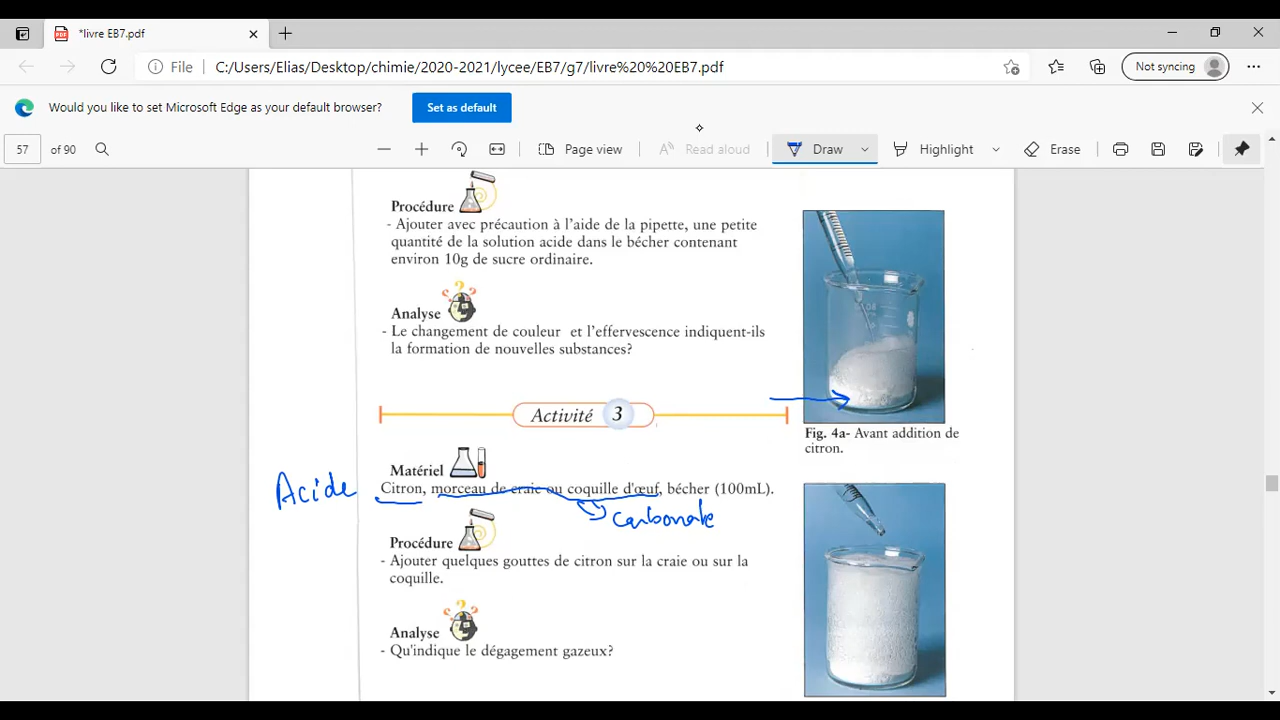 *livre EB7.pdf
File C:/Users/Elias/Desktop/chimie/2020-2021/lycee/EB7/g7/livre%20%20EB7.pdf Not syncing
Would you like to set Microsoft Edge as your default browser? Set as default
57 of 90 Page view Read aloud Draw Highlight Erase
Procédure
- Ajouter avec précaution à l'aide de la pipette, une petite
quantité de la solution acide dans le bécher contenant
environ 10g de sucre ordinaire.
Analyse
- Le changement de couleur et l'effervescence indiquent-ils
la formation de nouvelles substances?
Activité 3
Fig. 4a- Avant addition de
citron.
Matériel
Acide
Citron, morceau de craie ou coquille d'œuf, bécher (100mL).
carbonate
Procédure
- Ajouter quelques gouttes de citron sur la craie ou sur la
coquille.
Analyse
- Qu'indique le dégagement gazeux?